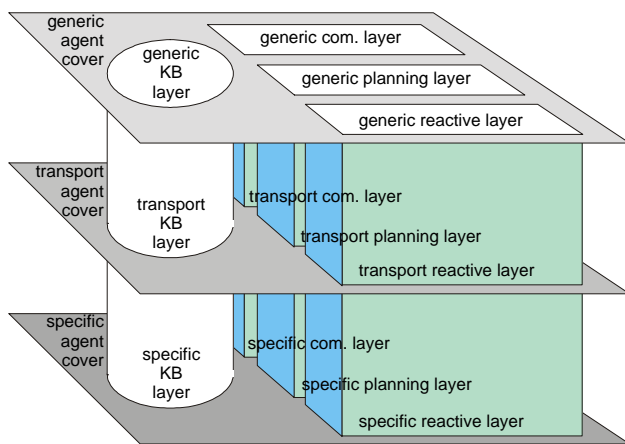 generic
agent
cover
generic
KB
layer
generic com. layer
generic planning layer
generic reactive layer
transport
agent
cover
transport
KB
layer
transport com. layer
transport planning layer
transport reactive layer
specific
agent
cover
specific
KB
layer
specific com. layer
specific planning layer
specific reactive layer